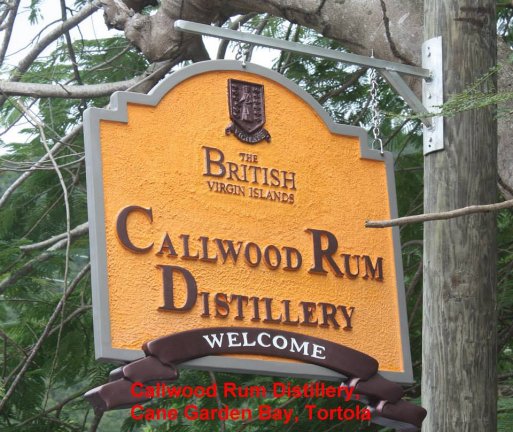 THE
BRITISH
VIRGIN ISLANDS
CALLWOOD RUM
DISTILLERY
WELCOME
Callwood Rum Distillery,
Cane Garden Bay, Tortola